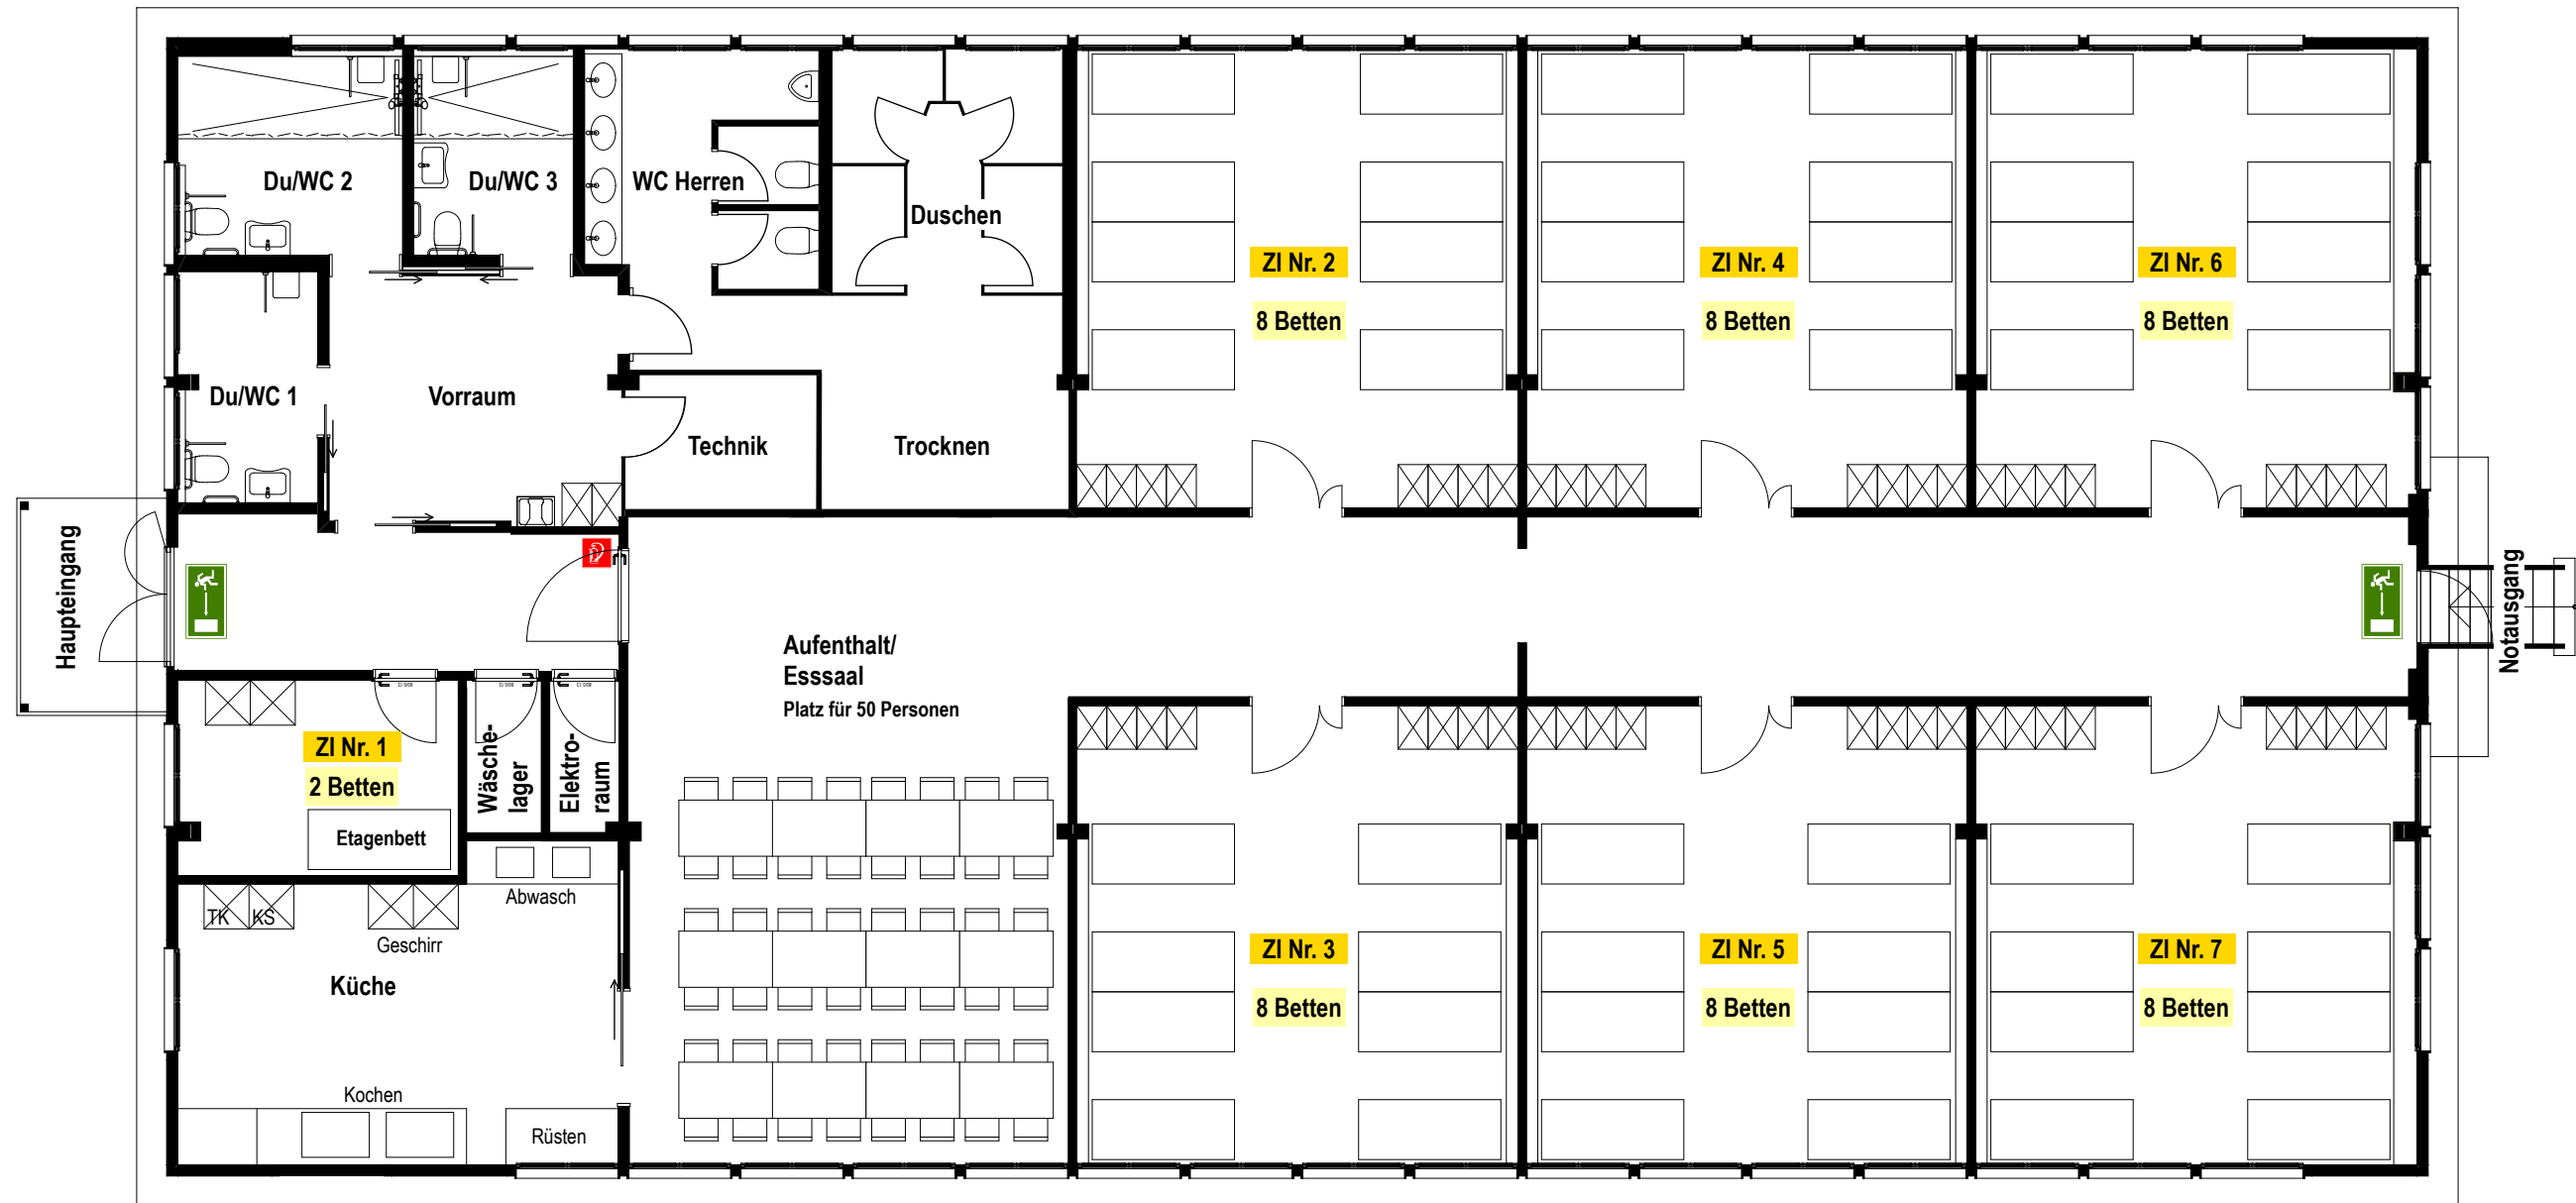 Du/WC 2
Du/WC 3
WC Herren
Duschen
ZI Nr. 2
8 Betten
ZI Nr. 4
8 Betten
ZI Nr. 6
8 Betten
Du/WC 1
Vorraum
Technik
Trocknen
Haupteingang
Notausgang
Aufenthalt/
Esssaal
Platz für 50 Personen
ZI Nr. 1
2 Betten
Etagenbett
Wäsche-
lager
Elektro-
raum
Abwasch
TK
KS
Geschirr
Küche
Kochen
Rüsten
ZI Nr. 3
8 Betten
ZI Nr. 5
8 Betten
ZI Nr. 7
8 Betten